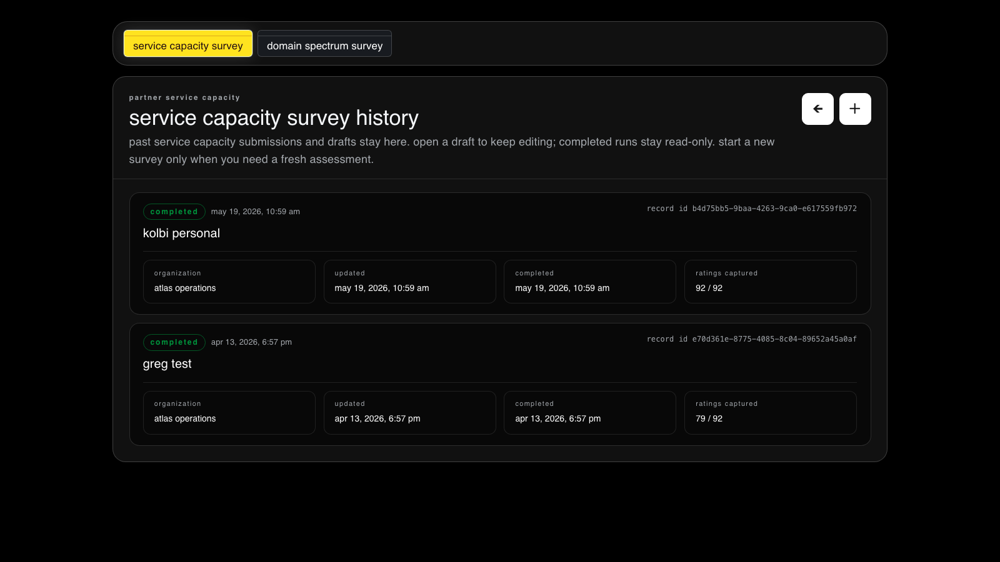 service capacity survey
domain spectrum survey
partner service capacity
service capacity survey history
past service capacity submissions and drafts stay here. open a draft to keep editing; completed runs stay read-only. start a new
survey only when you need a fresh assessment.
completed may 19, 2026, 10:59 am
record id b4d75bb5-9baa-4263-9ca0-e617559fb972
kolbi personal
organization
atlas operations
updated
may 19, 2026, 10:59 am
completed
may 19, 2026, 10:59 am
ratings captured
92 / 92
completed apr 13, 2026, 6:57 pm
record id e70d361e-8775-4085-8c04-89652a45a0af
greg test
organization
atlas operations
updated
apr 13, 2026, 6:57 pm
completed
apr 13, 2026, 6:57 pm
ratings captured
79 / 92